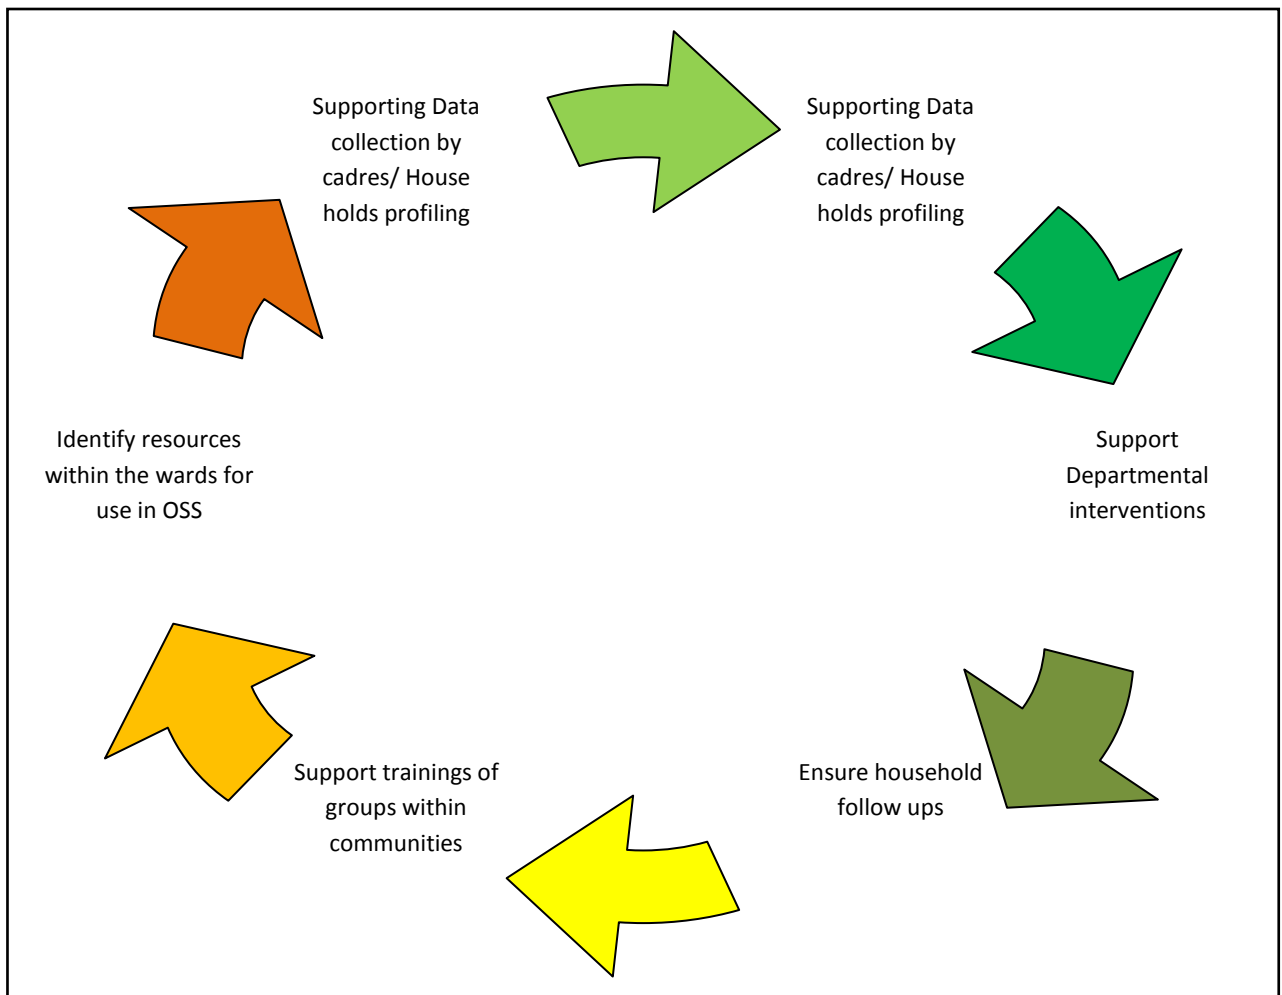 Supporting Data
collection by
cadres/ House
holds profiling
Supporting Data
collection by
cadres/ House
holds profiling
Support
Departmental
interventions
Ensure household
follow ups
Support trainings of
groups within
communities
Identify resources
within the wards for
use in OSS